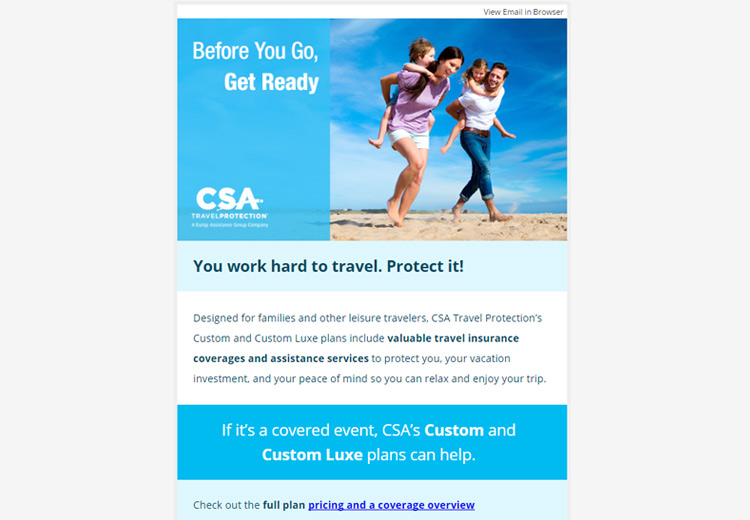 View Email in Browser
Before You Go,
Get Ready
CSA
TRAVELPROTECTION
A Europ Assistance Group Company
You work hard to travel. Protect it!
Designed for families and other leisure travelers, CSA Travel Protection's
Custom and Custom Luxe plans include valuable travel insurance
coverages and assistance services to protect you, your vacation
investment, and your peace of mind so you can relax and enjoy your trip.
If it's a covered event, CSA's Custom and
Custom Luxe plans can help.
Check out the full plan pricing and a coverage overview